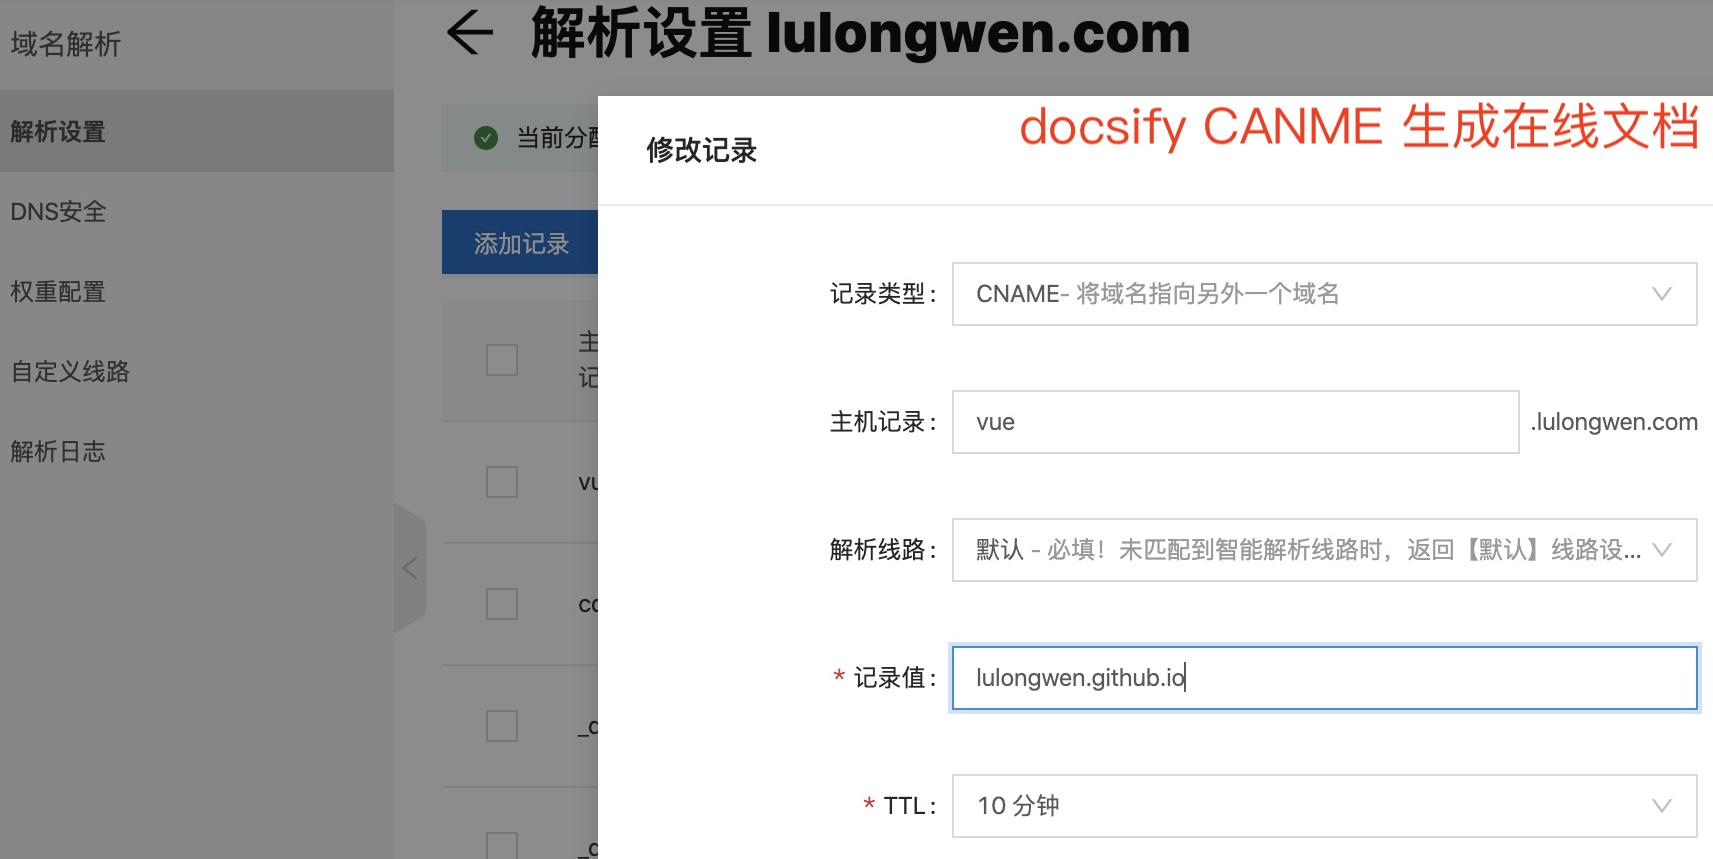 域名解析
解析设置
DNS安全
权重配置
自定义线路
解析日志
解析设置 lulongwen.com
当前分
添加记录
主
记
docsify CANME 生成在线文档
修改记录
记录类型:
CNAME- 将域名指向另外一个域名
主机记录:
vue
.lulongwen.com
解析线路:
默认 - 必填！未匹配到智能解析线路时，返回【默认】线路设...
* 记录值:
lulongwen.github.io
* TTL:
10 分钟